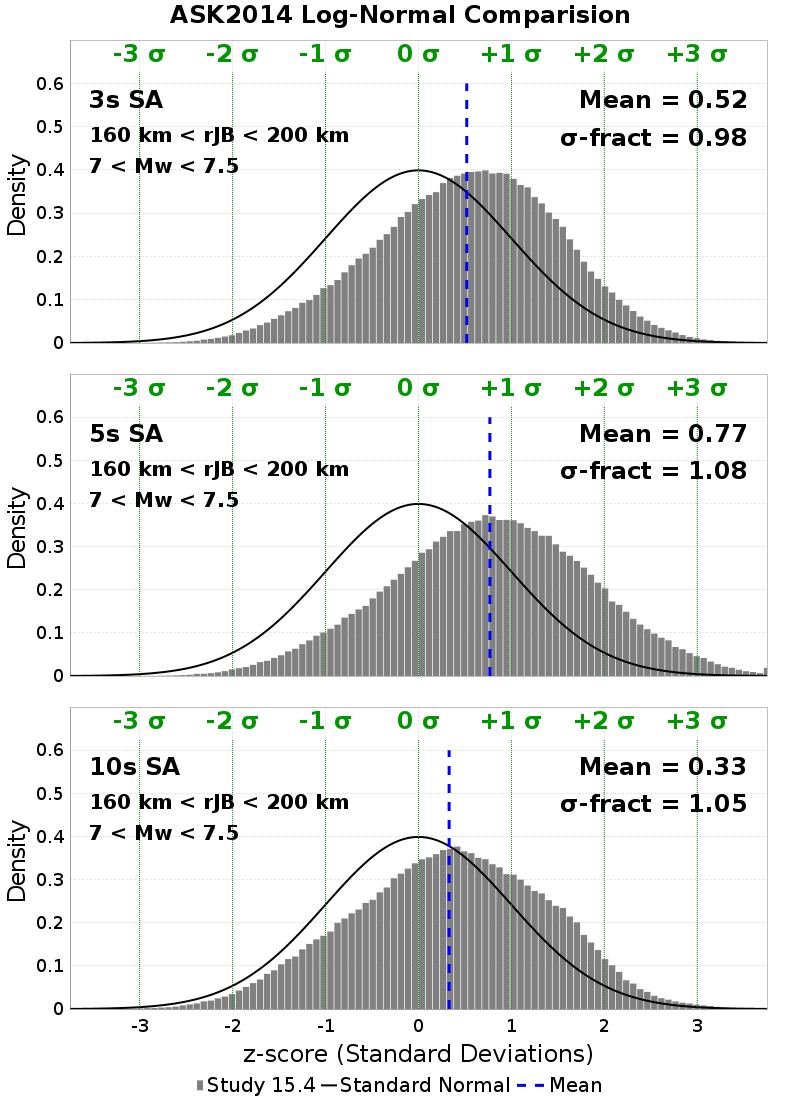 ASK2014 Log-Normal Comparision
-3 σ -2 σ -1 σ 0 σ +1 σ +2 σ +3 σ
0.6
3s SA Mean = 0.52
0.5
160 km < rJB < 200 km σ-fract = 0.98
7 < Mw < 7.5
0.4
Density
0.3
0.2
0.1
0
-3 σ -2 σ -1 σ 0 σ +1 σ +2 σ +3 σ
0.6
5s SA Mean = 0.77
0.5
160 km < rJB < 200 km σ-fract = 1.08
7 < Mw < 7.5
0.4
Density
0.3
0.2
0.1
0
-3 σ -2 σ -1 σ 0 σ +1 σ +2 σ +3 σ
0.6
10s SA Mean = 0.33
0.5
160 km < rJB < 200 km σ-fract = 1.05
7 < Mw < 7.5
0.4
Density
0.3
0.2
0.1
0
-3 -2 -1 0 1 2 3
z-score (Standard Deviations)
Study 15.4 Standard Normal Mean